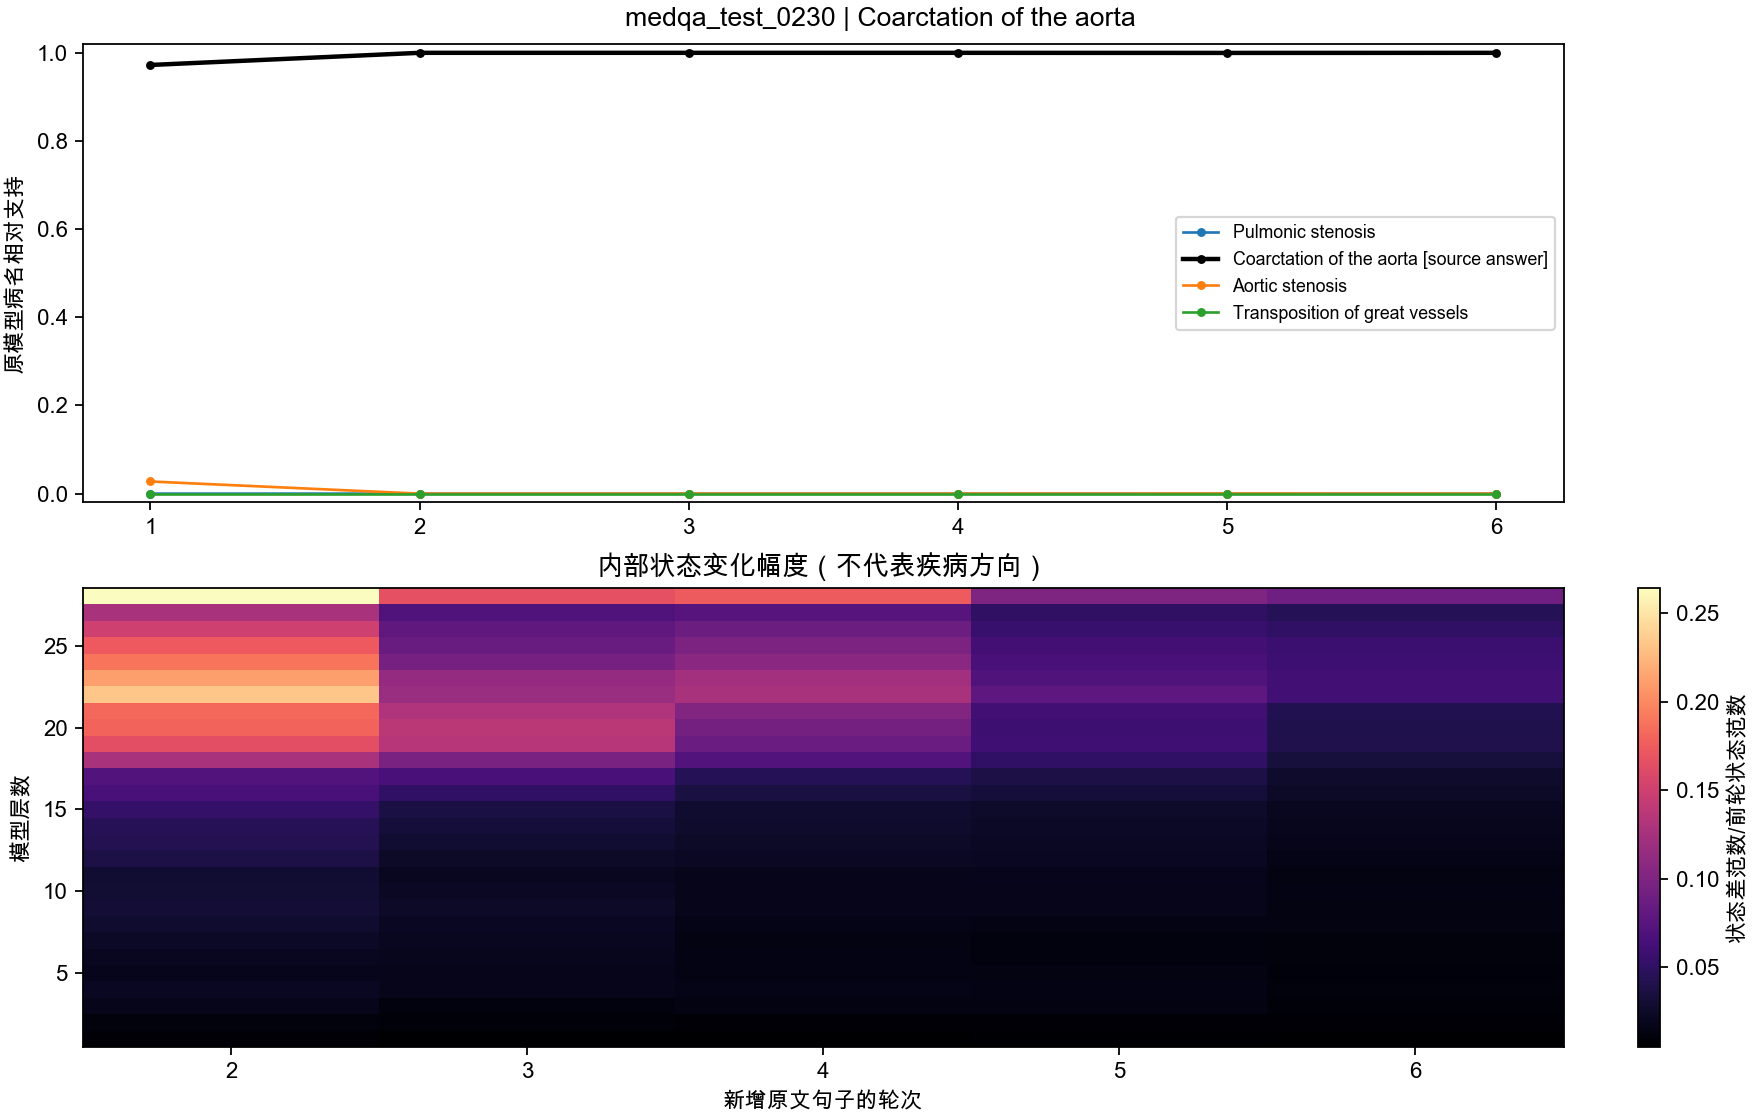 medqa_test_0230 | Coarctation of the aorta
原模型病名相对支持
1.0
0.8
0.6
0.4
0.2
0.0
Pulmonic stenosis
Coarctation of the aorta [source answer]
Aortic stenosis
Transposition of great vessels
1 2 3 4 5 6
内部状态变化幅度（不代表疾病方向）
模型层数
25
20
15
10
5
2 3 4 5 6
新增原文句子的轮次
0.25
0.20
0.15
0.10
0.05
状态差范数/前轮状态范数